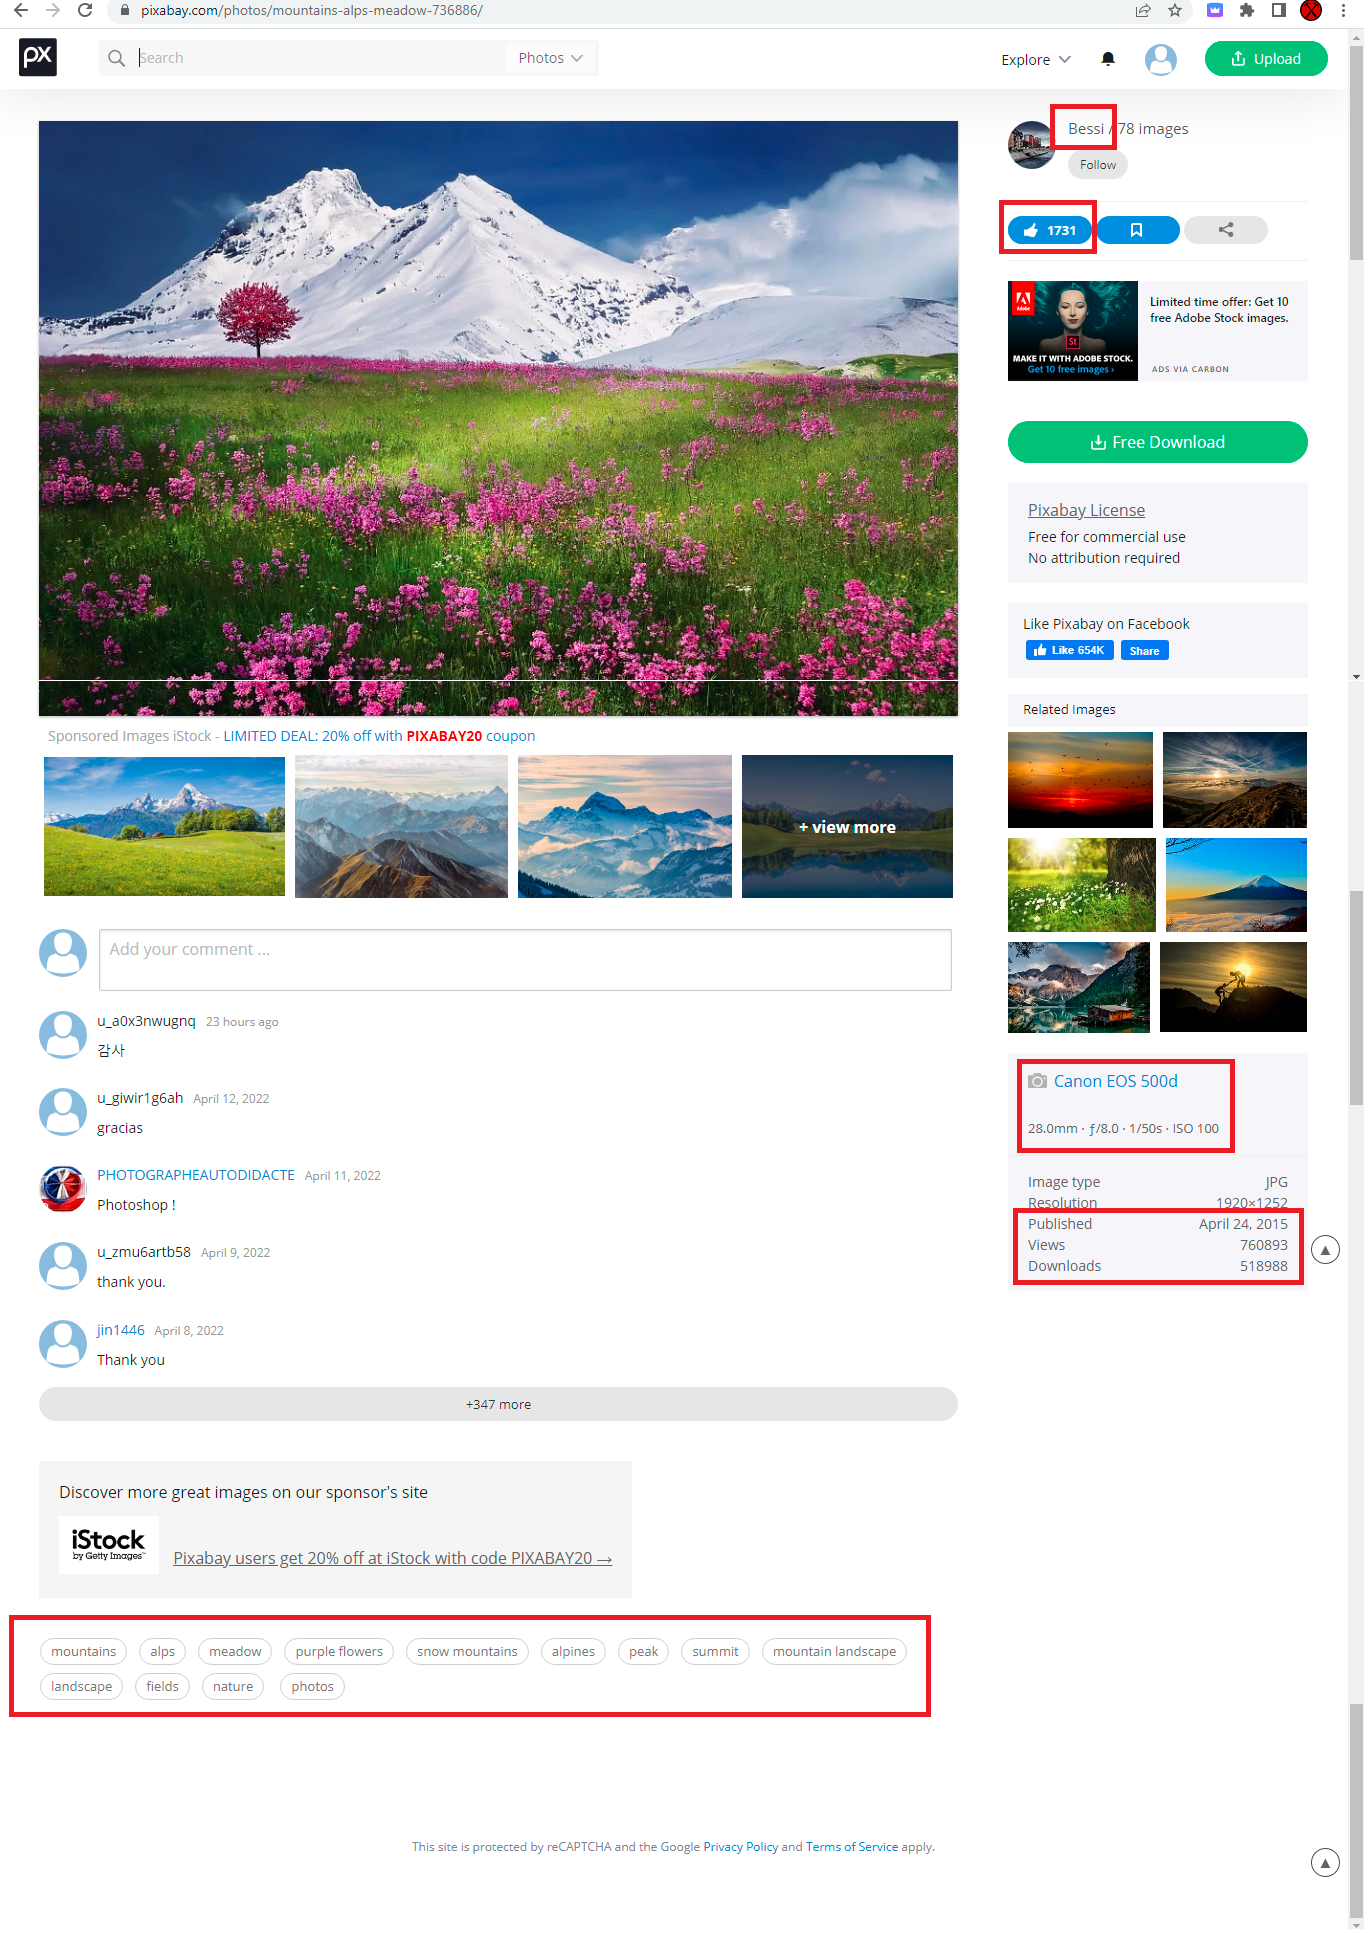 pixabay.com/photos/mountains-alps-meadow-736886/
px
Search
Photos
Explore
Upload
Bessi / 78 images
Follow
1731
Adobe
St
MAKE IT WITH ADOBE STOCK.
Get 10 free images ›
Limited time offer: Get 10
free Adobe Stock images.
ADS VIA CARBON
Free Download
Pixabay License
Free for commercial use
No attribution required
Like Pixabay on Facebook
Like 654K
Share
Related Images
Sponsored Images iStock - LIMITED DEAL: 20% off with PIXABAY20 coupon
+ view more
Add your comment ...
u_a0x3nwugnq 23 hours ago
감사
u_giwir1g6ah April 12, 2022
gracias
PHOTOGRAPHEAUTODIDACTE April 11, 2022
Photoshop !
u_zmu6artb58 April 9, 2022
thank you.
jin1446 April 8, 2022
Thank you
+347 more
Canon EOS 500d
28.0mm · ƒ/8.0 · 1/50s · ISO 100
Image type JPG
Resolution 1920×1252
Published April 24, 2015
Views 760893
Downloads 518988
Discover more great images on our sponsor's site
iStock
by Getty Images™
Pixabay users get 20% off at iStock with code PIXABAY20 →
mountains alps meadow purple flowers snow mountains alpines peak summit mountain landscape
landscape fields nature photos
This site is protected by reCAPTCHA and the Google Privacy Policy and Terms of Service apply.